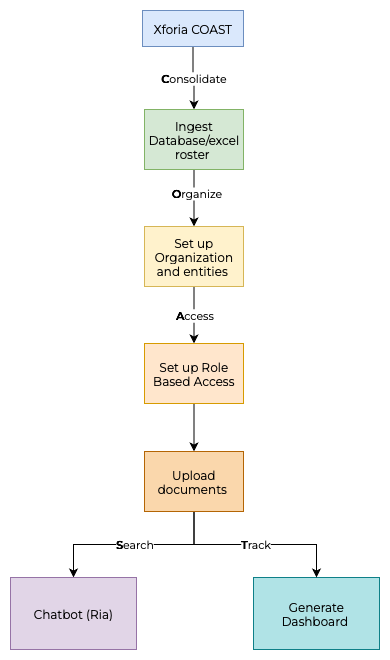 Xforia COAST
Consolidate
Ingest
Database/excel
roster
Organize
Set up
Organization
and entities
Access
Set up Role
Based Access
Upload
documents
Search
Track
Chatbot (Ria)
Generate
Dashboard